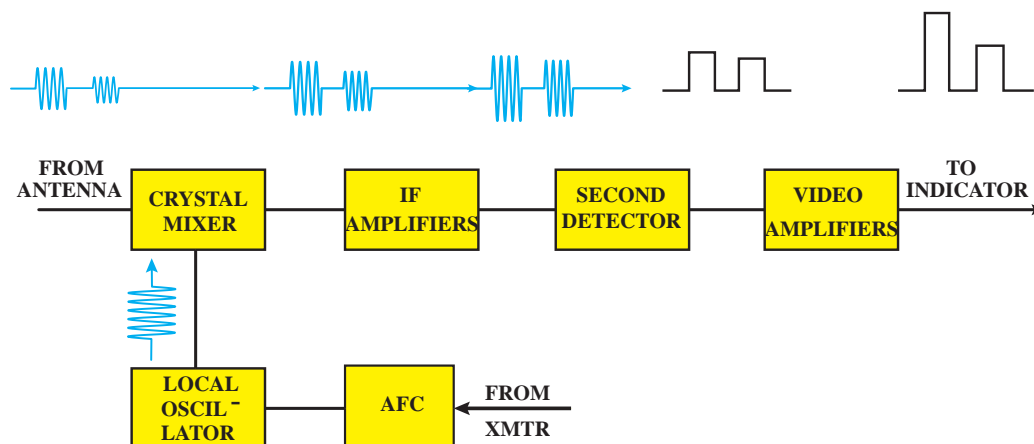 FROM
ANTENNA
CRYSTAL
MIXER
IF
AMPLIFIERS
SECOND
DETECTOR
VIDEO
AMPLIFIERS
TO
INDICATOR
LOCAL
OSCIL-
LATOR
AFC
FROM
XMTR